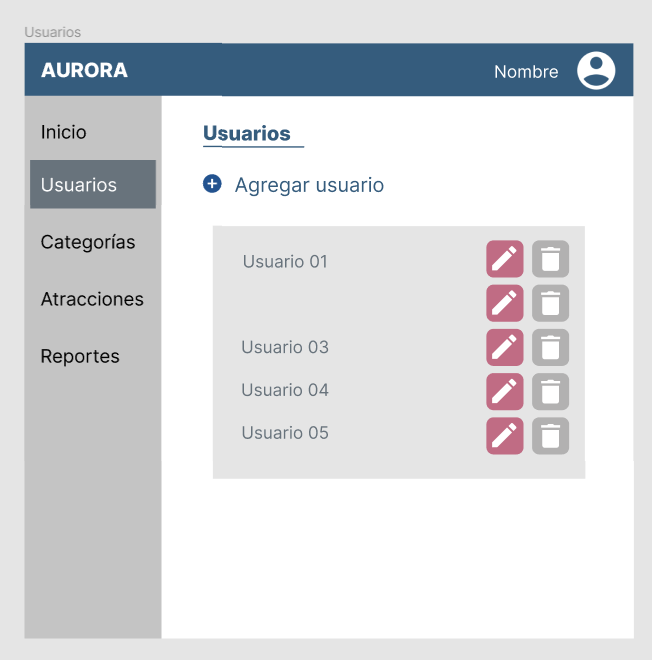 Usuarios
AURORA
Nombre
Inicio
Usuarios
Categorías
Atracciones
Reportes
Usuarios
Agregar usuario
Usuario 01
Usuario 03
Usuario 04
Usuario 05